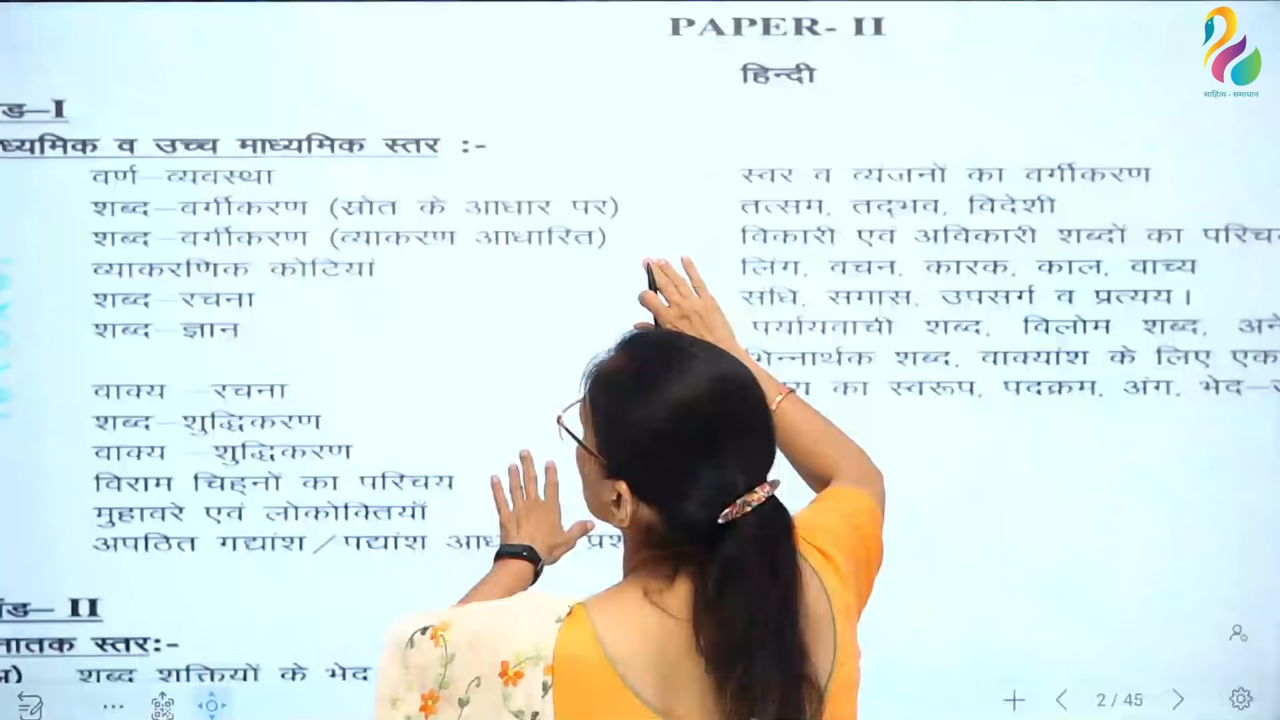 PAPER- II
साहित्य - समाधान
हिन्दी
ड–I
ध्यमिक व उच्च माध्यमिक स्तर :-
वर्ण–व्यवस्था स्वर व व्यंजनों का वर्गीकरण
शब्द–वर्गीकरण (स्रोत के आधार पर) तत्सम, तद्भव, विदेशी
शब्द–वर्गीकरण (व्याकरण आधारित) विकारी एवं अविकारी शब्दों का
व्याकरणिक कोटियां लिंग, वचन, कारक, काल, वाच्य
शब्द रचना संधि, समास, उपसर्ग व प्रत्यय।
शब्द ज्ञान पर्यायवाची शब्द, विलोम शब्द,
भिन्नार्थक शब्द, वाक्यांश के लिए एक
वाक्य –रचना का स्वरूप, पदक्रम, अंग, भेद–
शब्द–शुद्धिकरण
वाक्य –शुद्धिकरण
विराम चिह्नों का परिचय
मुहावरे एवं लोकोक्तियाँ
अपठित गद्यांश / पद्यांश
ंड– II
नातक स्तर:-
शब्द शक्तियों के भेद
2 / 45